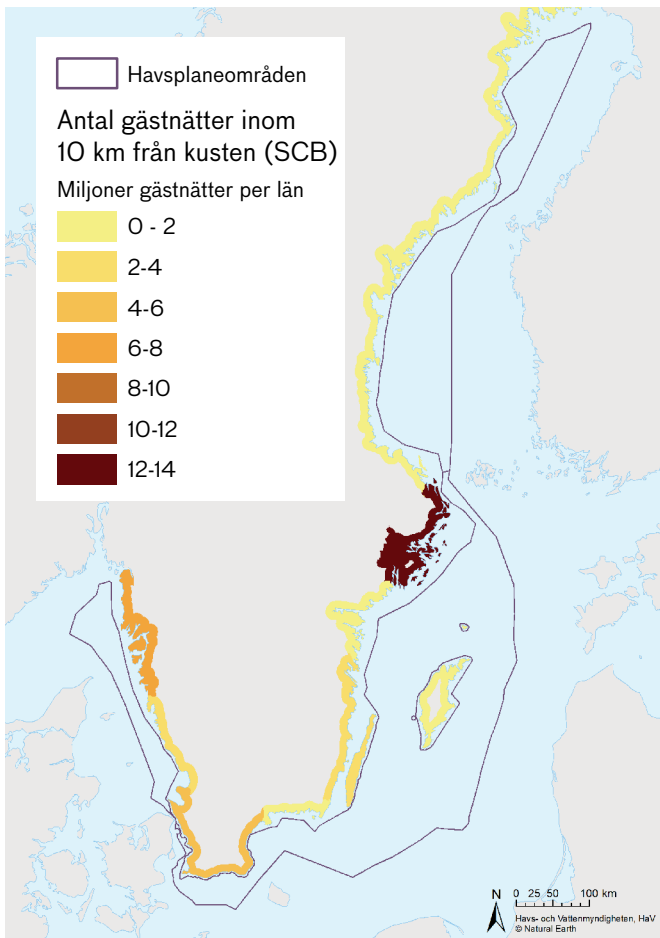 Havsplaneområden
Antal gästnätter inom
10 km från kusten (SCB)
Miljoner gästnätter per län
0 - 2
2-4
4-6
6-8
8-10
10-12
12-14
N
0 25 50 100 km
Havs- och Vattenmyndigheten, HaV
© Natural Earth